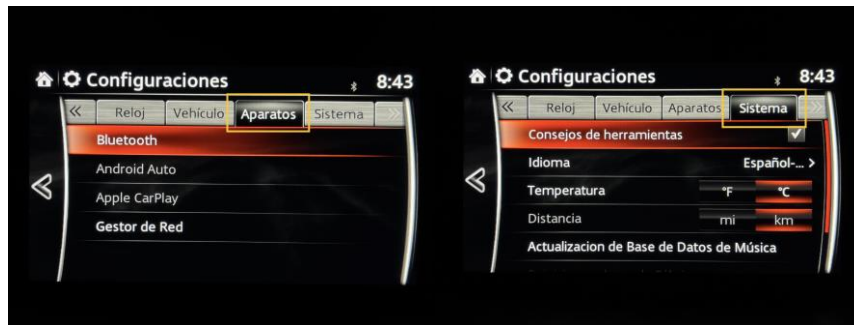 Configuraciones 8:43
Reloj Vehículo Aparatos Sistema
Bluetooth
Android Auto
Apple CarPlay
Gestor de Red
Configuraciones 8:43
Reloj Vehículo Aparatos Sistema
Consejos de herramientas
Idioma Español-...
Temperatura °F °C
Distancia mi km
Actualizacion de Base de Datos de Música